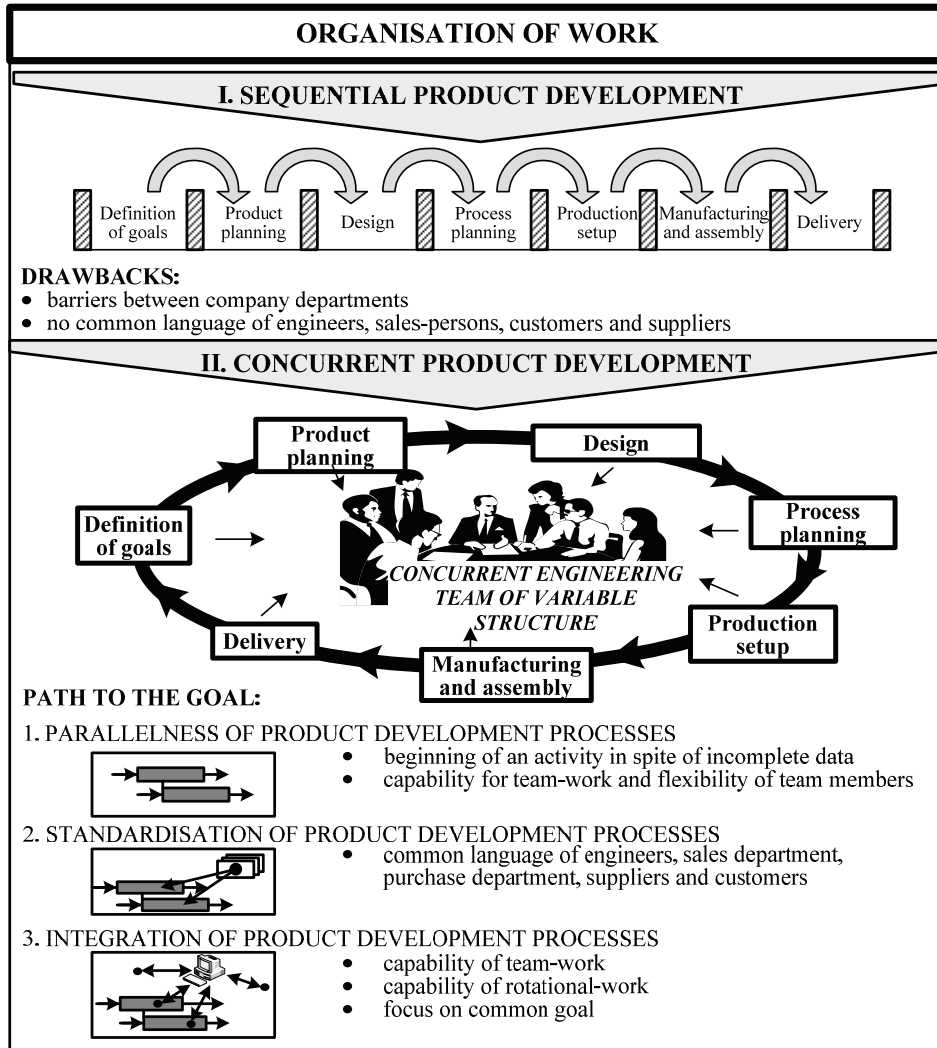 ORGANISATION OF WORK
I. SEQUENTIAL PRODUCT DEVELOPMENT
Definition
of goals
Product
planning
Design
Process
planning
Production
setup
Manufacturing
and assembly
Delivery
DRAWBACKS:
• barriers between company departments
• no common language of engineers, sales-persons, customers and suppliers
II. CONCURRENT PRODUCT DEVELOPMENT
Product
planning
Design
Definition
of goals
Process
planning
CONCURRENT ENGINEERING
TEAM OF VARIABLE
STRUCTURE
Delivery
Production
setup
Manufacturing
and assembly
PATH TO THE GOAL:
1. PARALLELNESS OF PRODUCT DEVELOPMENT PROCESSES
• beginning of an activity in spite of incomplete data
• capability for team-work and flexibility of team members
2. STANDARDISATION OF PRODUCT DEVELOPMENT PROCESSES
• common language of engineers, sales department,
purchase department, suppliers and customers
3. INTEGRATION OF PRODUCT DEVELOPMENT PROCESSES
• capability of team-work
• capability of rotational-work
• focus on common goal